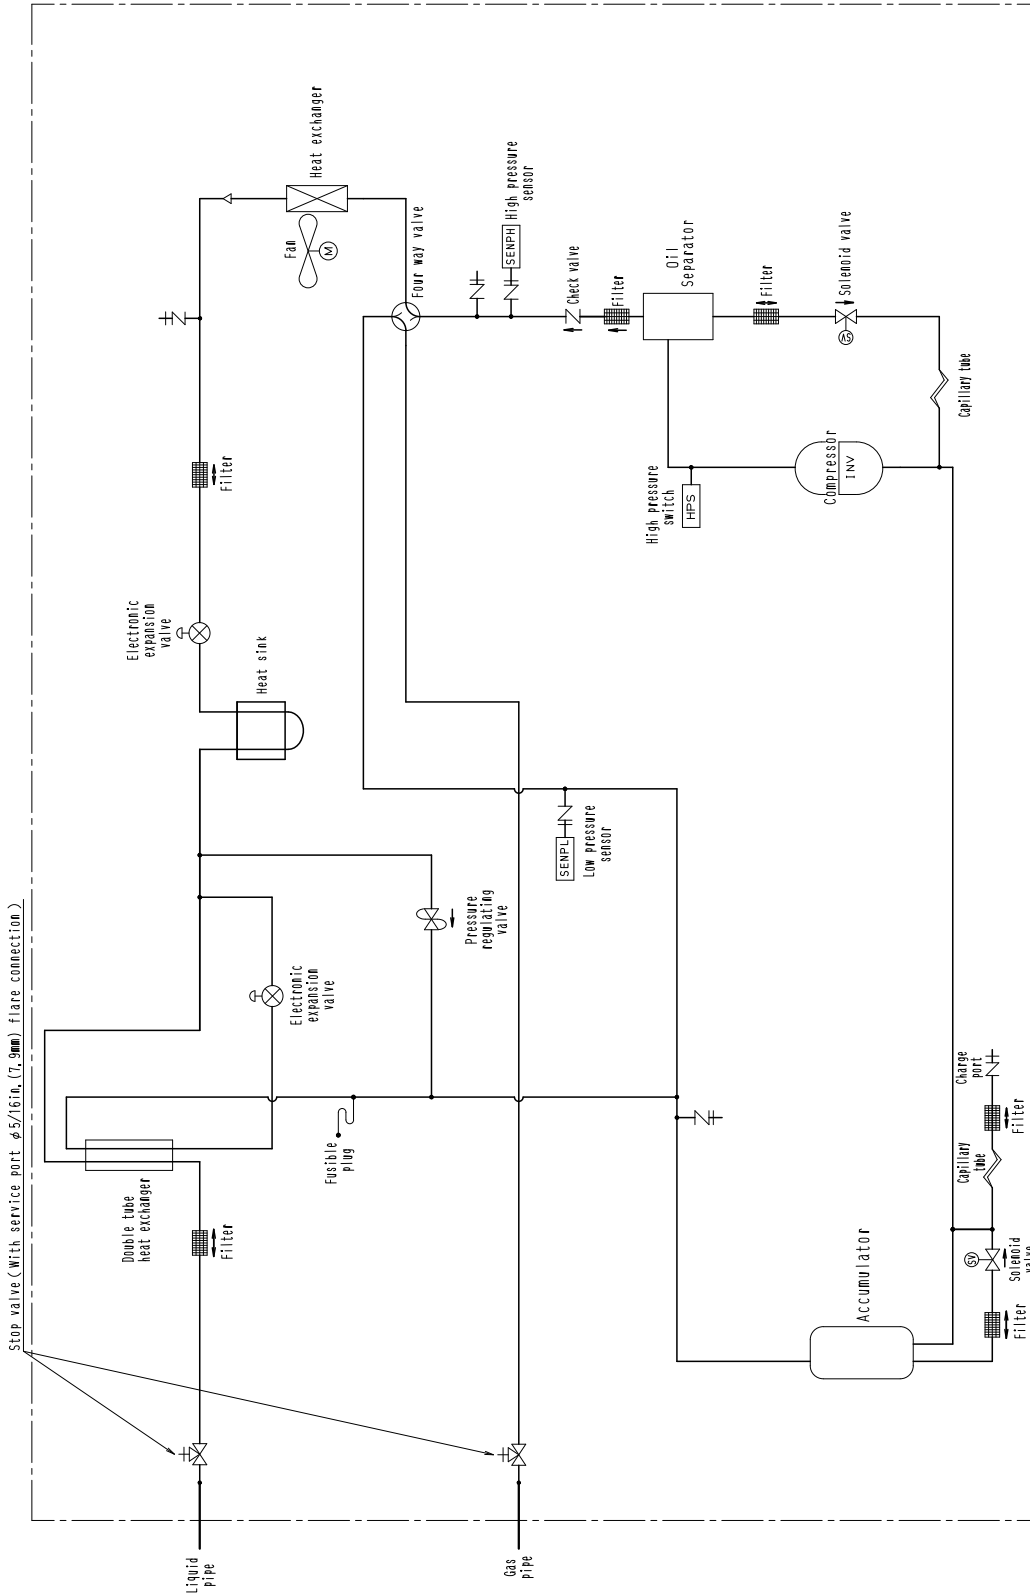 Stop valve (With service port φ5/16in. (7.9mm) flare connection)
Heat exchanger
Fan
M
Four way valve
SENPH
High pressure
sensor
Check valve
Filter
Oil
Separator
Filter
Solenoid valve
SV
Capillary tube
Compressor
INV
High pressure
switch
HPS
Filter
Electronic
expansion
valve
Heat sink
SENPL
Low pressure
sensor
Pressure
regulating
valve
Electronic
expansion
valve
Fusible
plug
Double tube
heat exchanger
Filter
Charge
port
Filter
Capillary
tube
SV
Solenoid
valve
Filter
Accumulator
Liquid
pipe
Gas
pipe